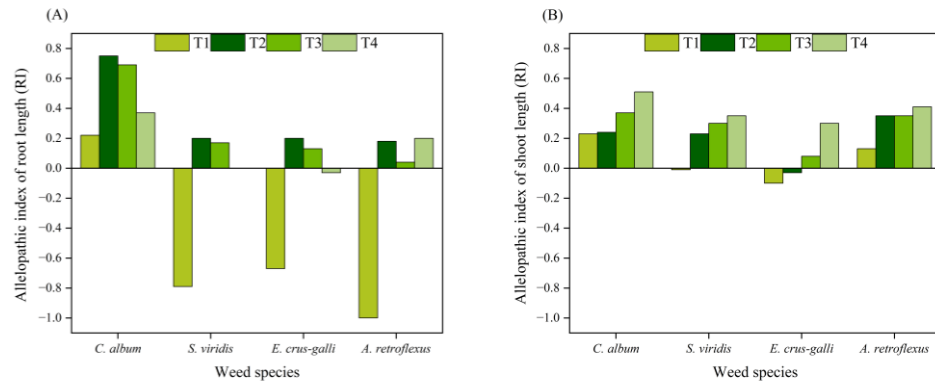 (A)
T1 T2 T3 T4
Allelopathic index of root length (RI)
0.8
0.6
0.4
0.2
0.0
−0.2
−0.4
−0.6
−0.8
−1.0
C. album S. viridis E. crus-galli A. retroflexus
Weed species
(B)
T1 T2 T3 T4
Allelopathic index of shoot length (RI)
0.8
0.6
0.4
0.2
0.0
−0.2
−0.4
−0.6
−0.8
−1.0
C. album S. viridis E. crus-galli A. retroflexus
Weed species